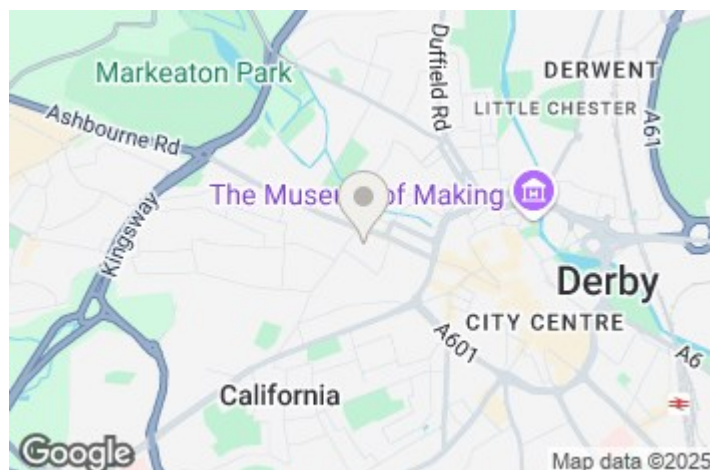 Markeaton Park
Duffield Rd
DERWENT
LITTLE CHESTER
A61
Ashbourne Rd
The Museum of Making
Kingsway
Derby
CITY CENTRE
A601
A6
California
Google
Map data ©2025